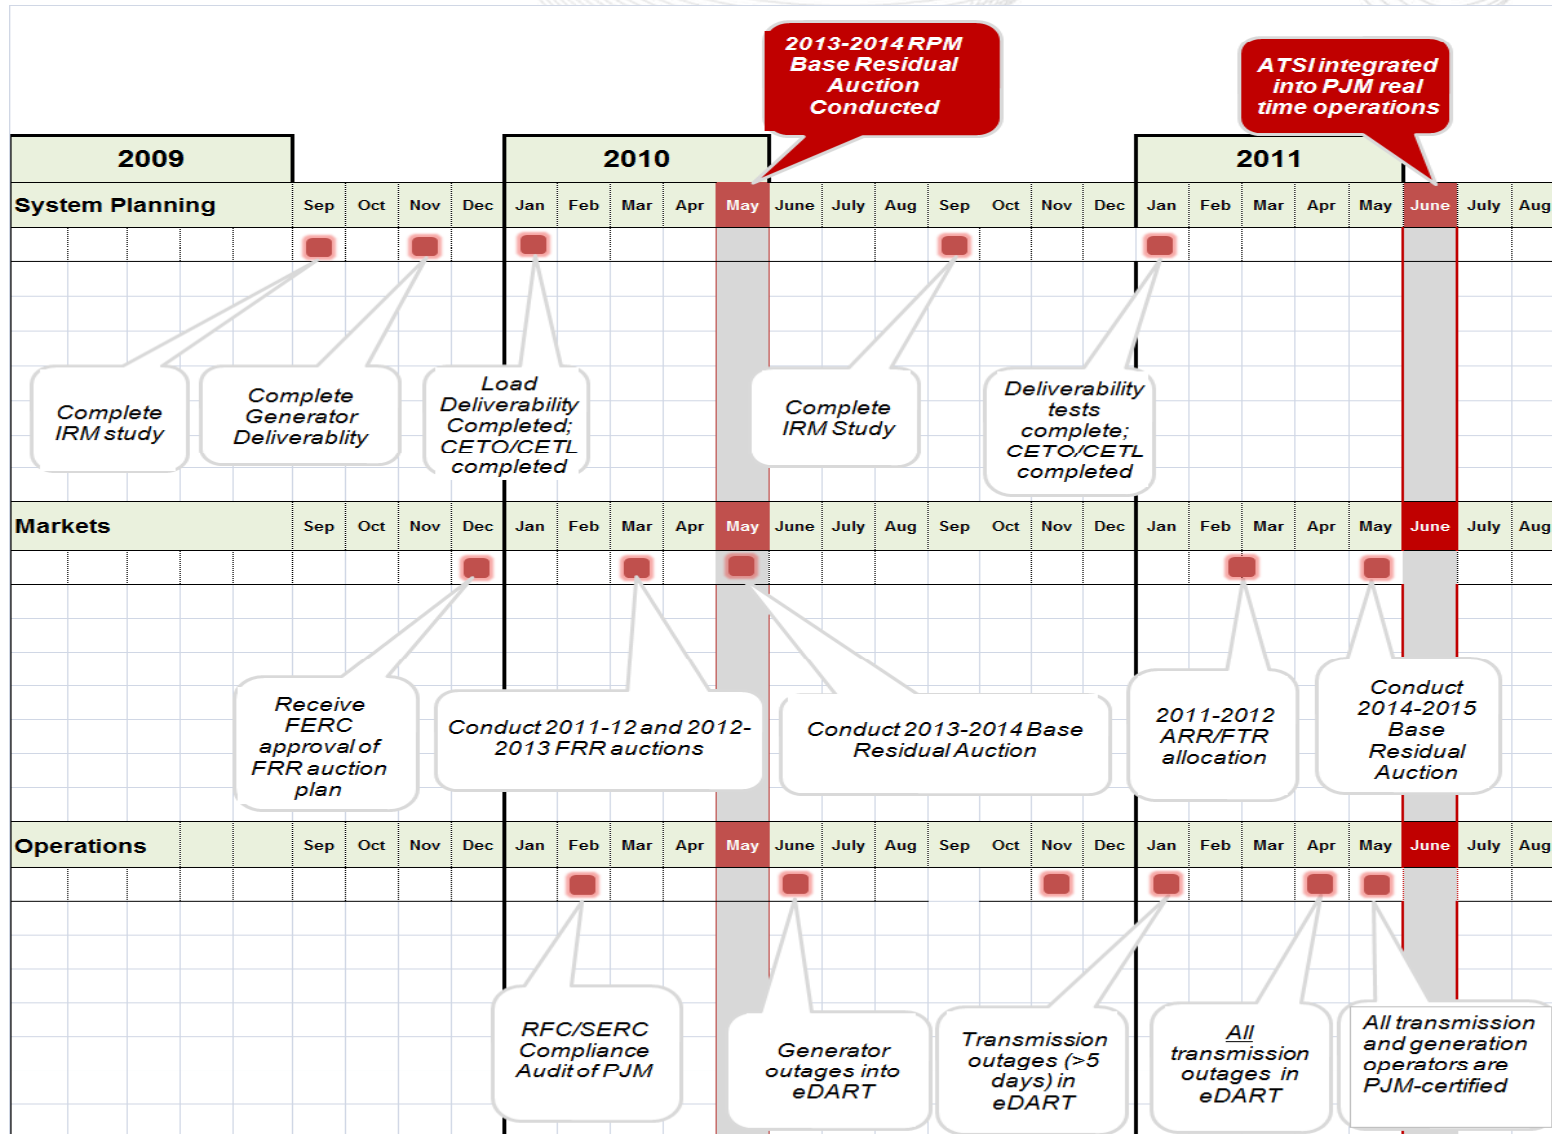 2013-2014 RPM
Base Residual
Auction
Conducted
ATSI integrated
into PJM real
time operations
2009
2010
2011
System Planning Sep Oct Nov Dec Jan Feb Mar Apr May June July Aug Sep Oct Nov Dec Jan Feb Mar Apr May June July Aug
Complete
IRM study
Complete
Generator
Deliverablity
Load
Deliverability
Completed;
CETO/CETL
completed
Complete
IRM Study
Deliverability
tests
complete;
CETO/CETL
completed
Markets Sep Oct Nov Dec Jan Feb Mar Apr May June July Aug Sep Oct Nov Dec Jan Feb Mar Apr May June July Aug
Receive
FERC
approval of
FRR auction
plan
Conduct 2011-12 and 2012-
2013 FRR auctions
Conduct 2013-2014 Base
Residual Auction
2011-2012
ARR/FTR
allocation
Conduct
2014-2015
Base
Residual
Auction
Operations Sep Oct Nov Dec Jan Feb Mar Apr May June July Aug Sep Oct Nov Dec Jan Feb Mar Apr May June July Aug
RFC/SERC
Compliance
Audit of PJM
Generator
outages into
eDART
Transmission
outages (>5
days) in
eDART
All
transmission
outages in
eDART
All transmission
and generation
operators are
PJM-certified